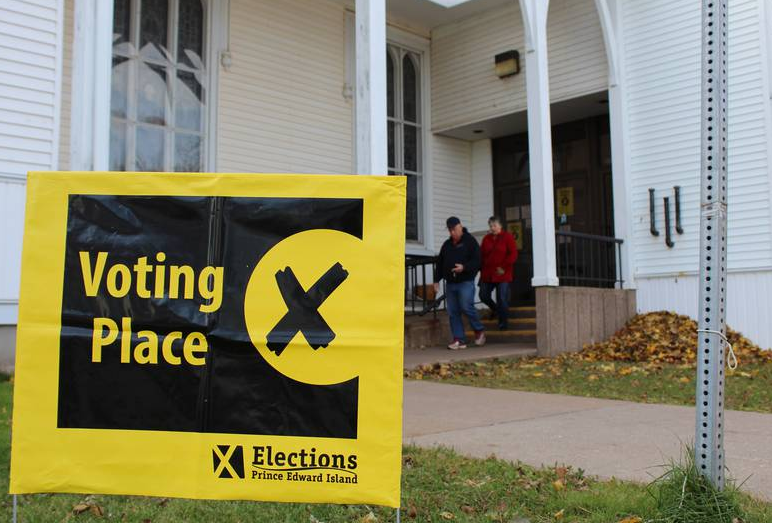 Voting
Place
Elections
Prince Edward Island